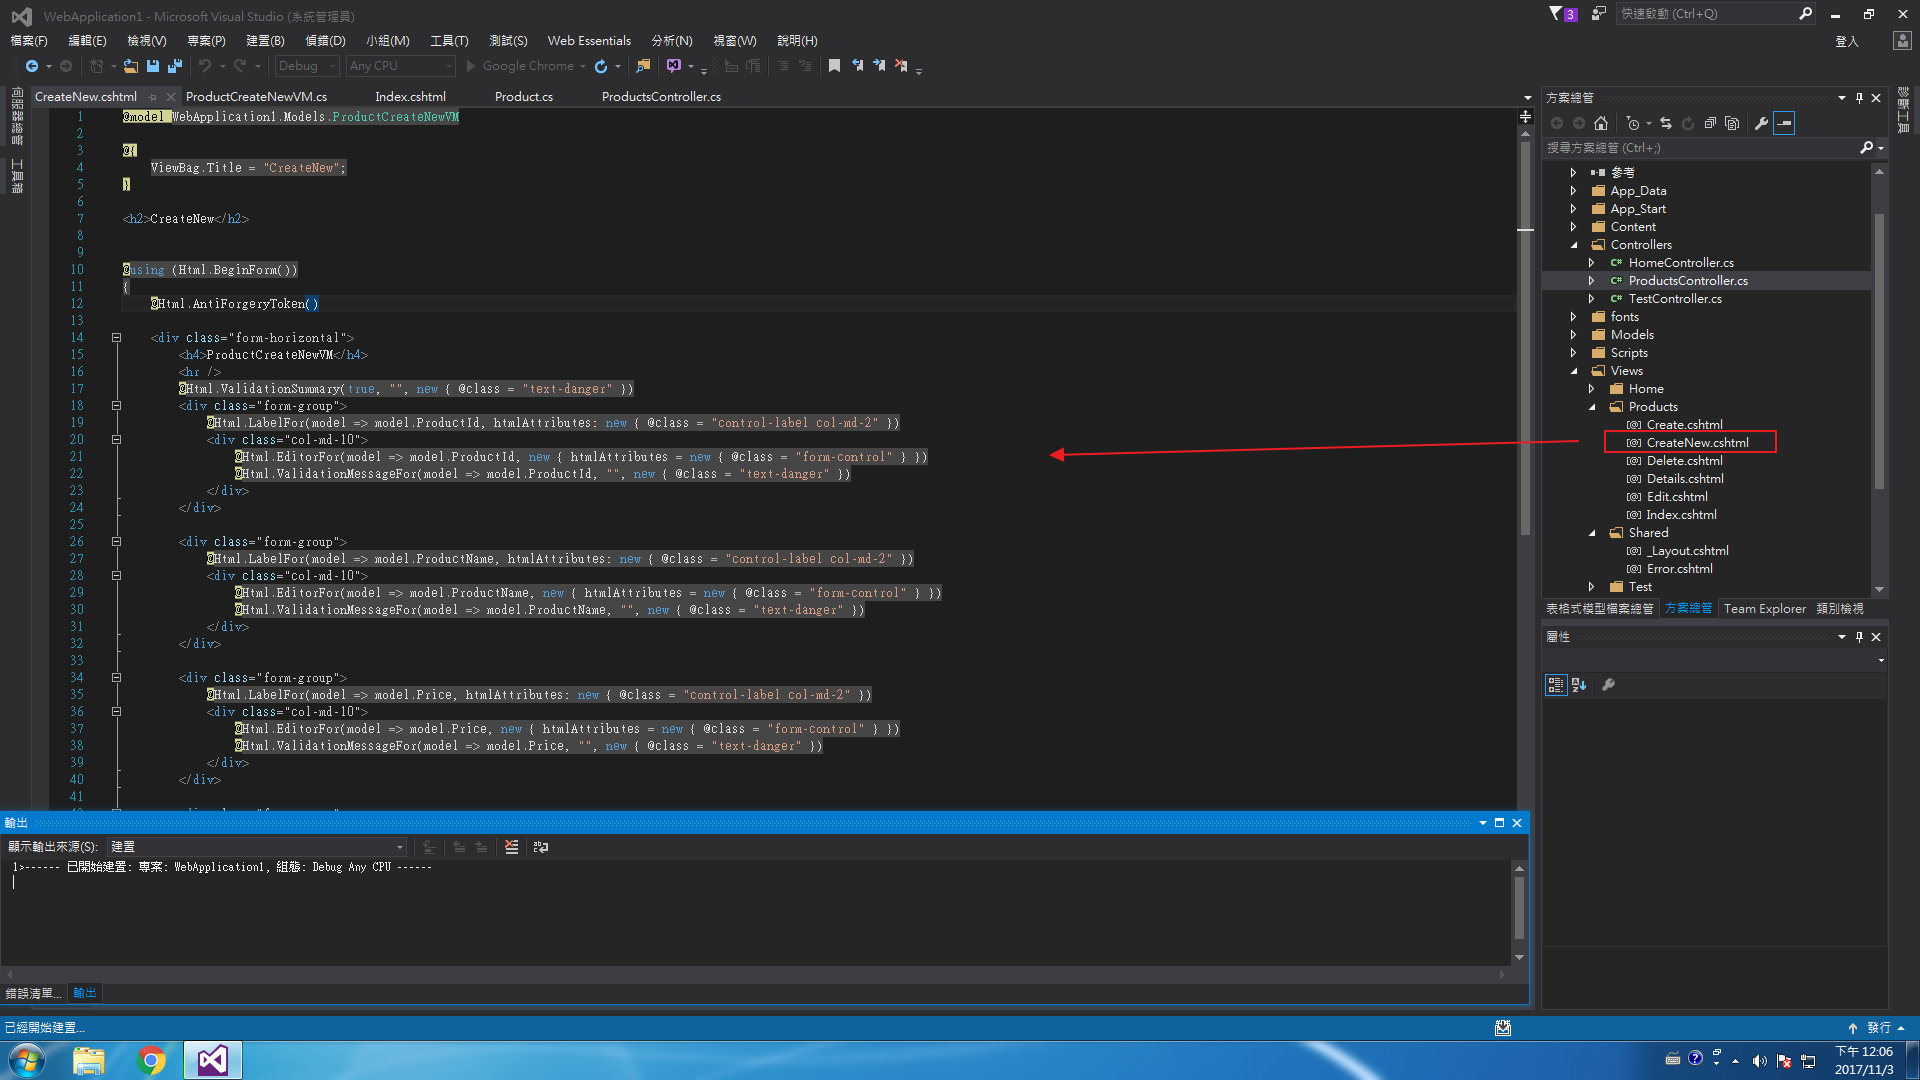 WebApplication1 - Microsoft Visual Studio (系統管理員)
3
快速啟動 (Ctrl+Q)
檔案(F) 編輯(E) 檢視(V) 專案(P) 建置(B) 偵錯(D) 小組(M) 工具(T) 測試(S) Web Essentials 分析(N) 視窗(W) 說明(H)
登入
Debug Any CPU Google Chrome
伺服器總管
工具箱
CreateNew.cshtml ProductCreateNewVM.cs Index.cshtml Product.cs ProductsController.cs
1 @model WebApplication1.Models.ProductCreateNewVM
2
3 @{
4 ViewBag.Title = "CreateNew";
5 }
6
7 <h2>CreateNew</h2>
8
9
10 @using (Html.BeginForm())
11 {
12 @Html.AntiForgeryToken()
13
14 <div class="form-horizontal">
15 <h4>ProductCreateNewVM</h4>
16 <hr />
17 @Html.ValidationSummary(true, "", new { @class = "text-danger" })
18 <div class="form-group">
19 @Html.LabelFor(model => model.ProductId, htmlAttributes: new { @class = "control-label col-md-2" })
20 <div class="col-md-10">
21 @Html.EditorFor(model => model.ProductId, new { htmlAttributes = new { @class = "form-control" } })
22 @Html.ValidationMessageFor(model => model.ProductId, "", new { @class = "text-danger" })
23 </div>
24 </div>
25
26 <div class="form-group">
27 @Html.LabelFor(model => model.ProductName, htmlAttributes: new { @class = "control-label col-md-2" })
28 <div class="col-md-10">
29 @Html.EditorFor(model => model.ProductName, new { htmlAttributes = new { @class = "form-control" } })
30 @Html.ValidationMessageFor(model => model.ProductName, "", new { @class = "text-danger" })
31 </div>
32 </div>
33
34 <div class="form-group">
35 @Html.LabelFor(model => model.Price, htmlAttributes: new { @class = "control-label col-md-2" })
36 <div class="col-md-10">
37 @Html.EditorFor(model => model.Price, new { htmlAttributes = new { @class = "form-control" } })
38 @Html.ValidationMessageFor(model => model.Price, "", new { @class = "text-danger" })
39 </div>
40 </div>
41
輸出
顯示輸出來源(S): 建置
1>------ 已開始建置: 專案: WebApplication1, 組態: Debug Any CPU ------
錯誤清單... 輸出
方案總管
搜尋方案總管 (Ctrl+;)
參考
App_Data
App_Start
Content
Controllers
C# HomeController.cs
C# ProductsController.cs
C# TestController.cs
fonts
Models
Scripts
Views
Home
Products
[@] Create.cshtml
[@] CreateNew.cshtml
[@] Delete.cshtml
[@] Details.cshtml
[@] Edit.cshtml
[@] Index.cshtml
Shared
[@] _Layout.cshtml
[@] Error.cshtml
Test
表格式模型檔案總管 方案總管 Team Explorer 類別檢視
屬性
診斷工具
已經開始建置...
發行
下午 12:06
2017/11/3